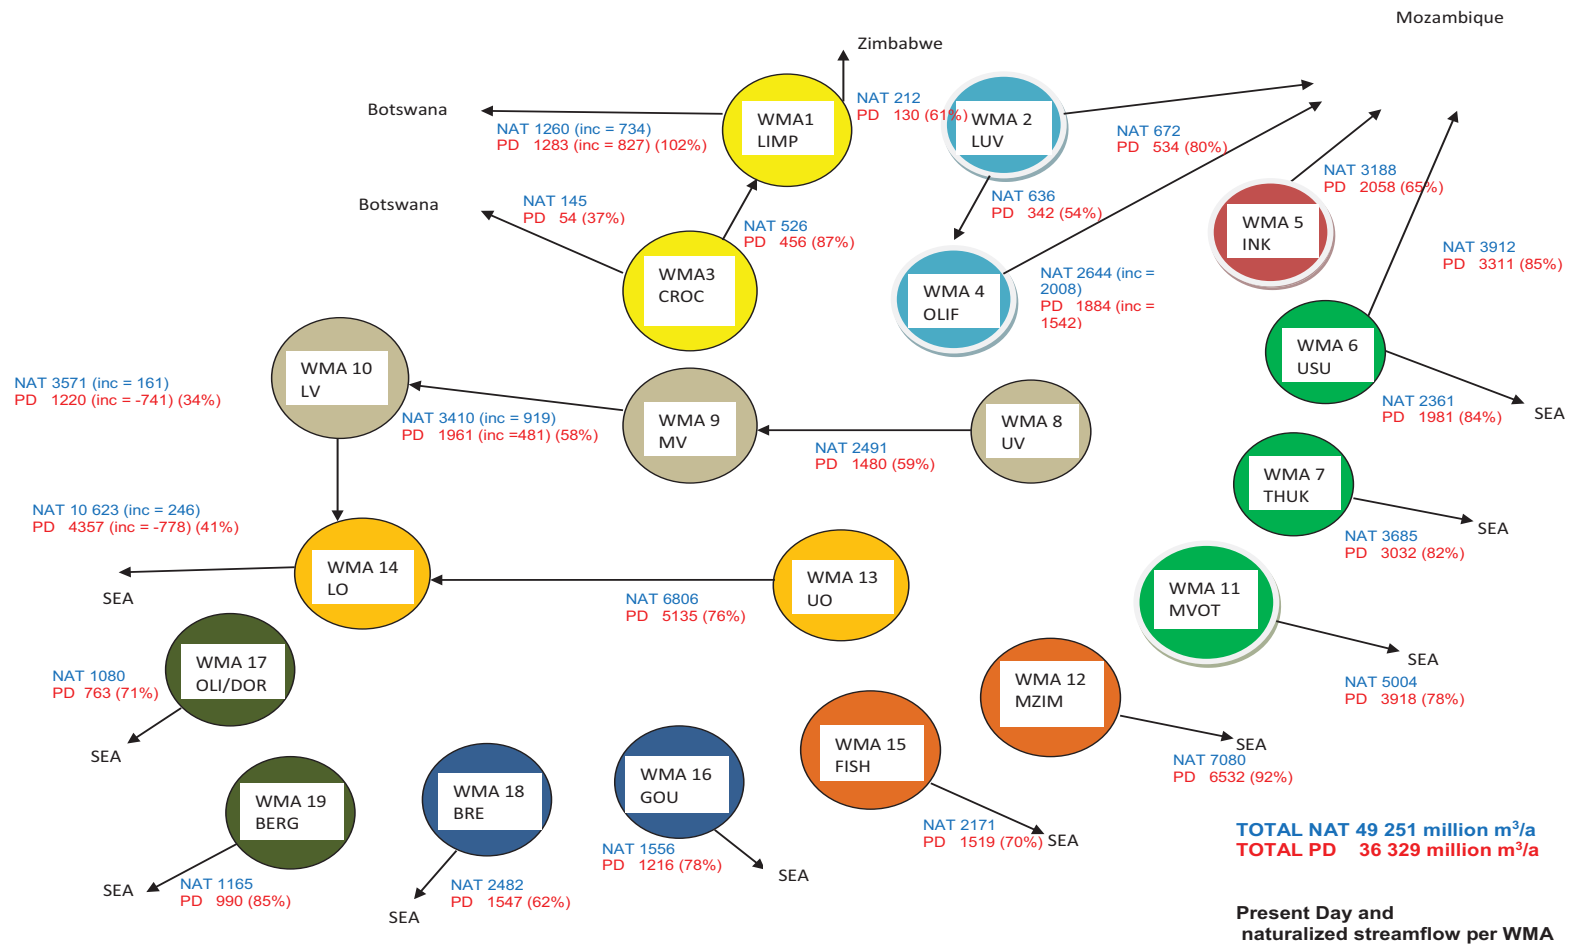 Mozambique
Zimbabwe
Botswana
WMA1
LIMP
NAT 212
PD 130 (61%)
WMA 2
LUV
NAT 1260 (inc = 734)
PD 1283 (inc = 827) (102%)
NAT 672
PD 534 (80%)
NAT 3188
PD 2058 (65%)
Botswana
NAT 145
PD 54 (37%)
NAT 526
PD 456 (87%)
NAT 636
PD 342 (54%)
WMA 5
INK
NAT 3912
PD 3311 (85%)
WMA3
CROC
WMA 4
OLIF
NAT 2644 (inc =
2008)
PD 1884 (inc =
1542)
WMA 6
USU
WMA 10
LV
NAT 3571 (inc = 161)
PD 1220 (inc = -741) (34%)
NAT 3410 (inc = 919)
PD 1961 (inc =481) (58%)
WMA 9
MV
WMA 8
UV
NAT 2491
PD 1480 (59%)
NAT 2361
PD 1981 (84%)
SEA
WMA 7
THUK
NAT 10 623 (inc = 246)
PD 4357 (inc = -778) (41%)
SEA
NAT 3685
PD 3032 (82%)
WMA 14
LO
WMA 13
UO
WMA 11
MVOT
SEA
NAT 6806
PD 5135 (76%)
WMA 17
OLI/DOR
NAT 1080
PD 763 (71%)
SEA
NAT 5004
PD 3918 (78%)
WMA 12
MZIM
SEA
SEA
NAT 7080
PD 6532 (92%)
WMA 15
FISH
WMA 16
GOU
WMA 18
BRE
WMA 19
BERG
NAT 2171
PD 1519 (70%)
SEA
TOTAL NAT 49 251 million m³/a
TOTAL PD 36 329 million m³/a
NAT 1556
PD 1216 (78%)
SEA
SEA
NAT 1165
PD 990 (85%)
NAT 2482
PD 1547 (62%)
SEA
Present Day and
naturalized streamflow per WMA